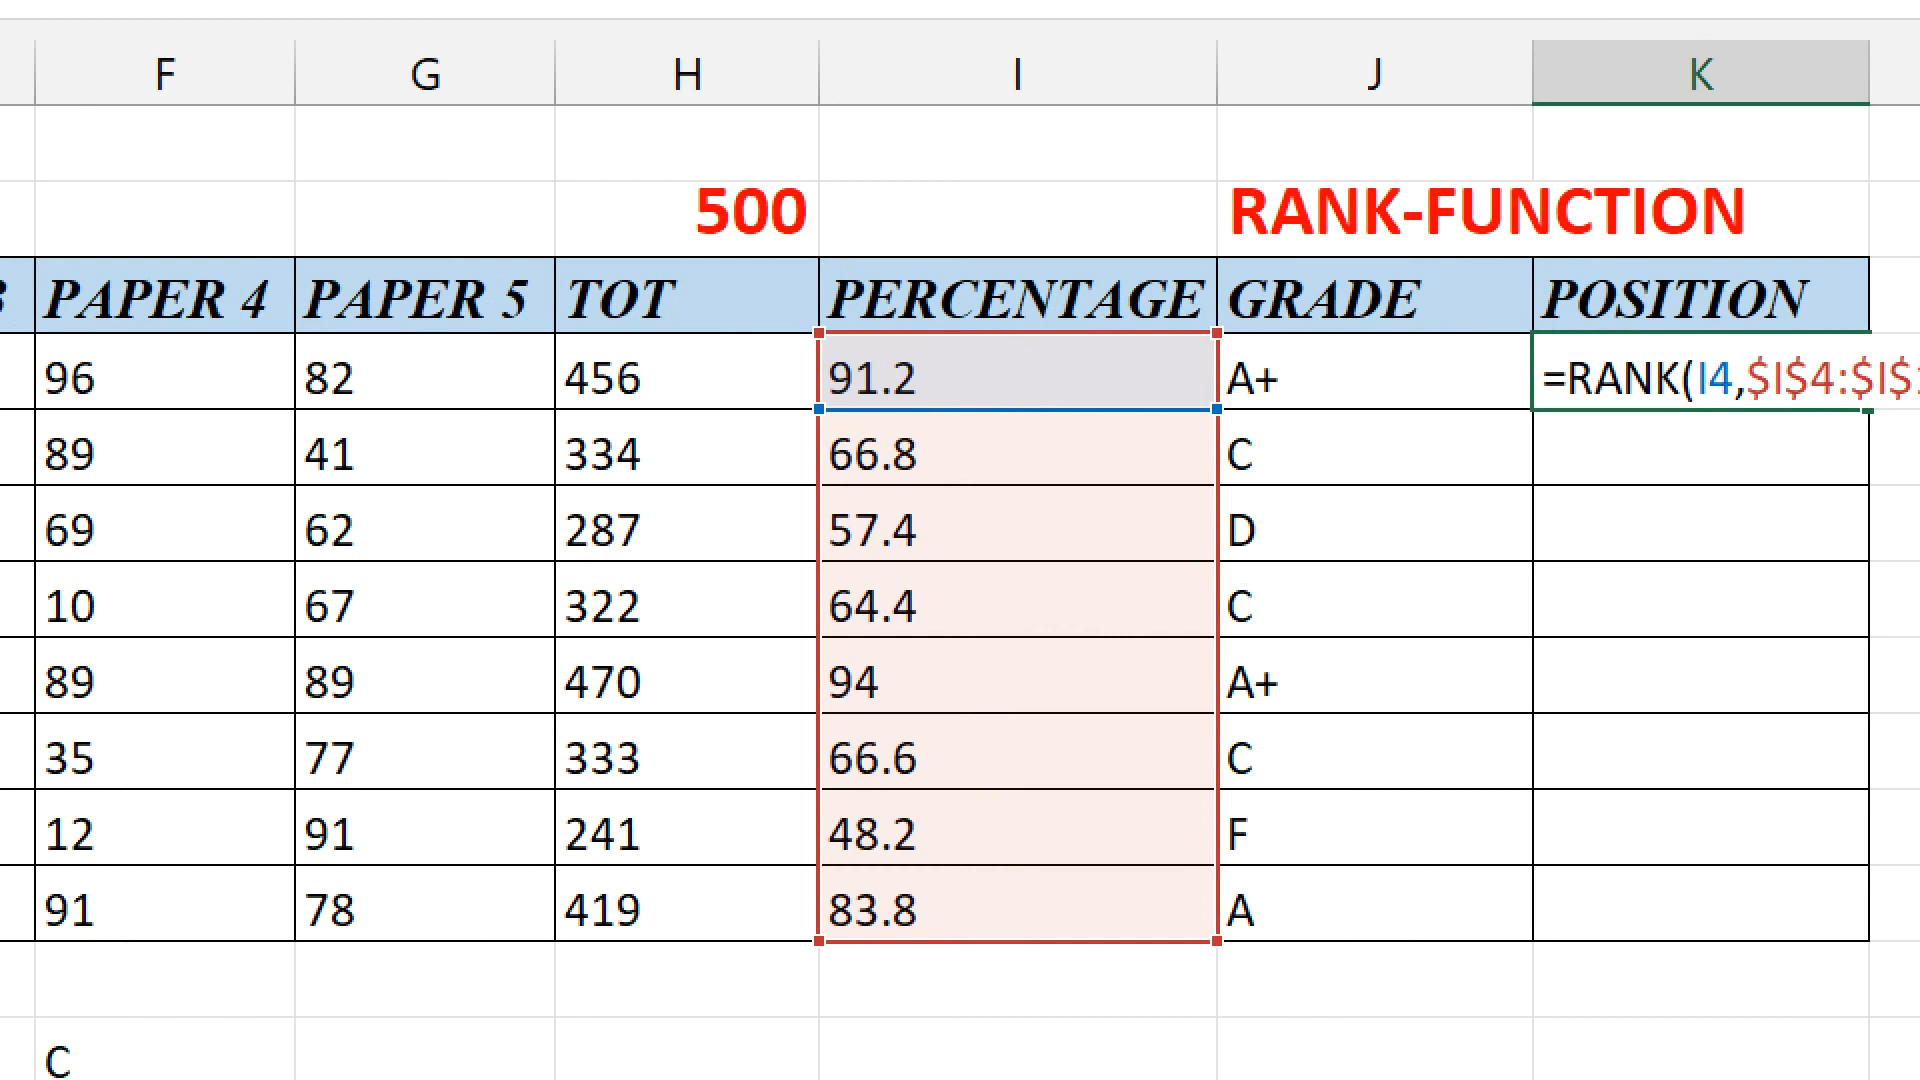 F G H I J K
500 RANK-FUNCTION
PAPER 4 PAPER 5 TOT PERCENTAGE GRADE POSITION
96 82 456 91.2 A+ =RANK(I4,$I$4:$I$
89 41 334 66.8 C
69 62 287 57.4 D
10 67 322 64.4 C
89 89 470 94 A+
35 77 333 66.6 C
12 91 241 48.2 F
91 78 419 83.8 A
C